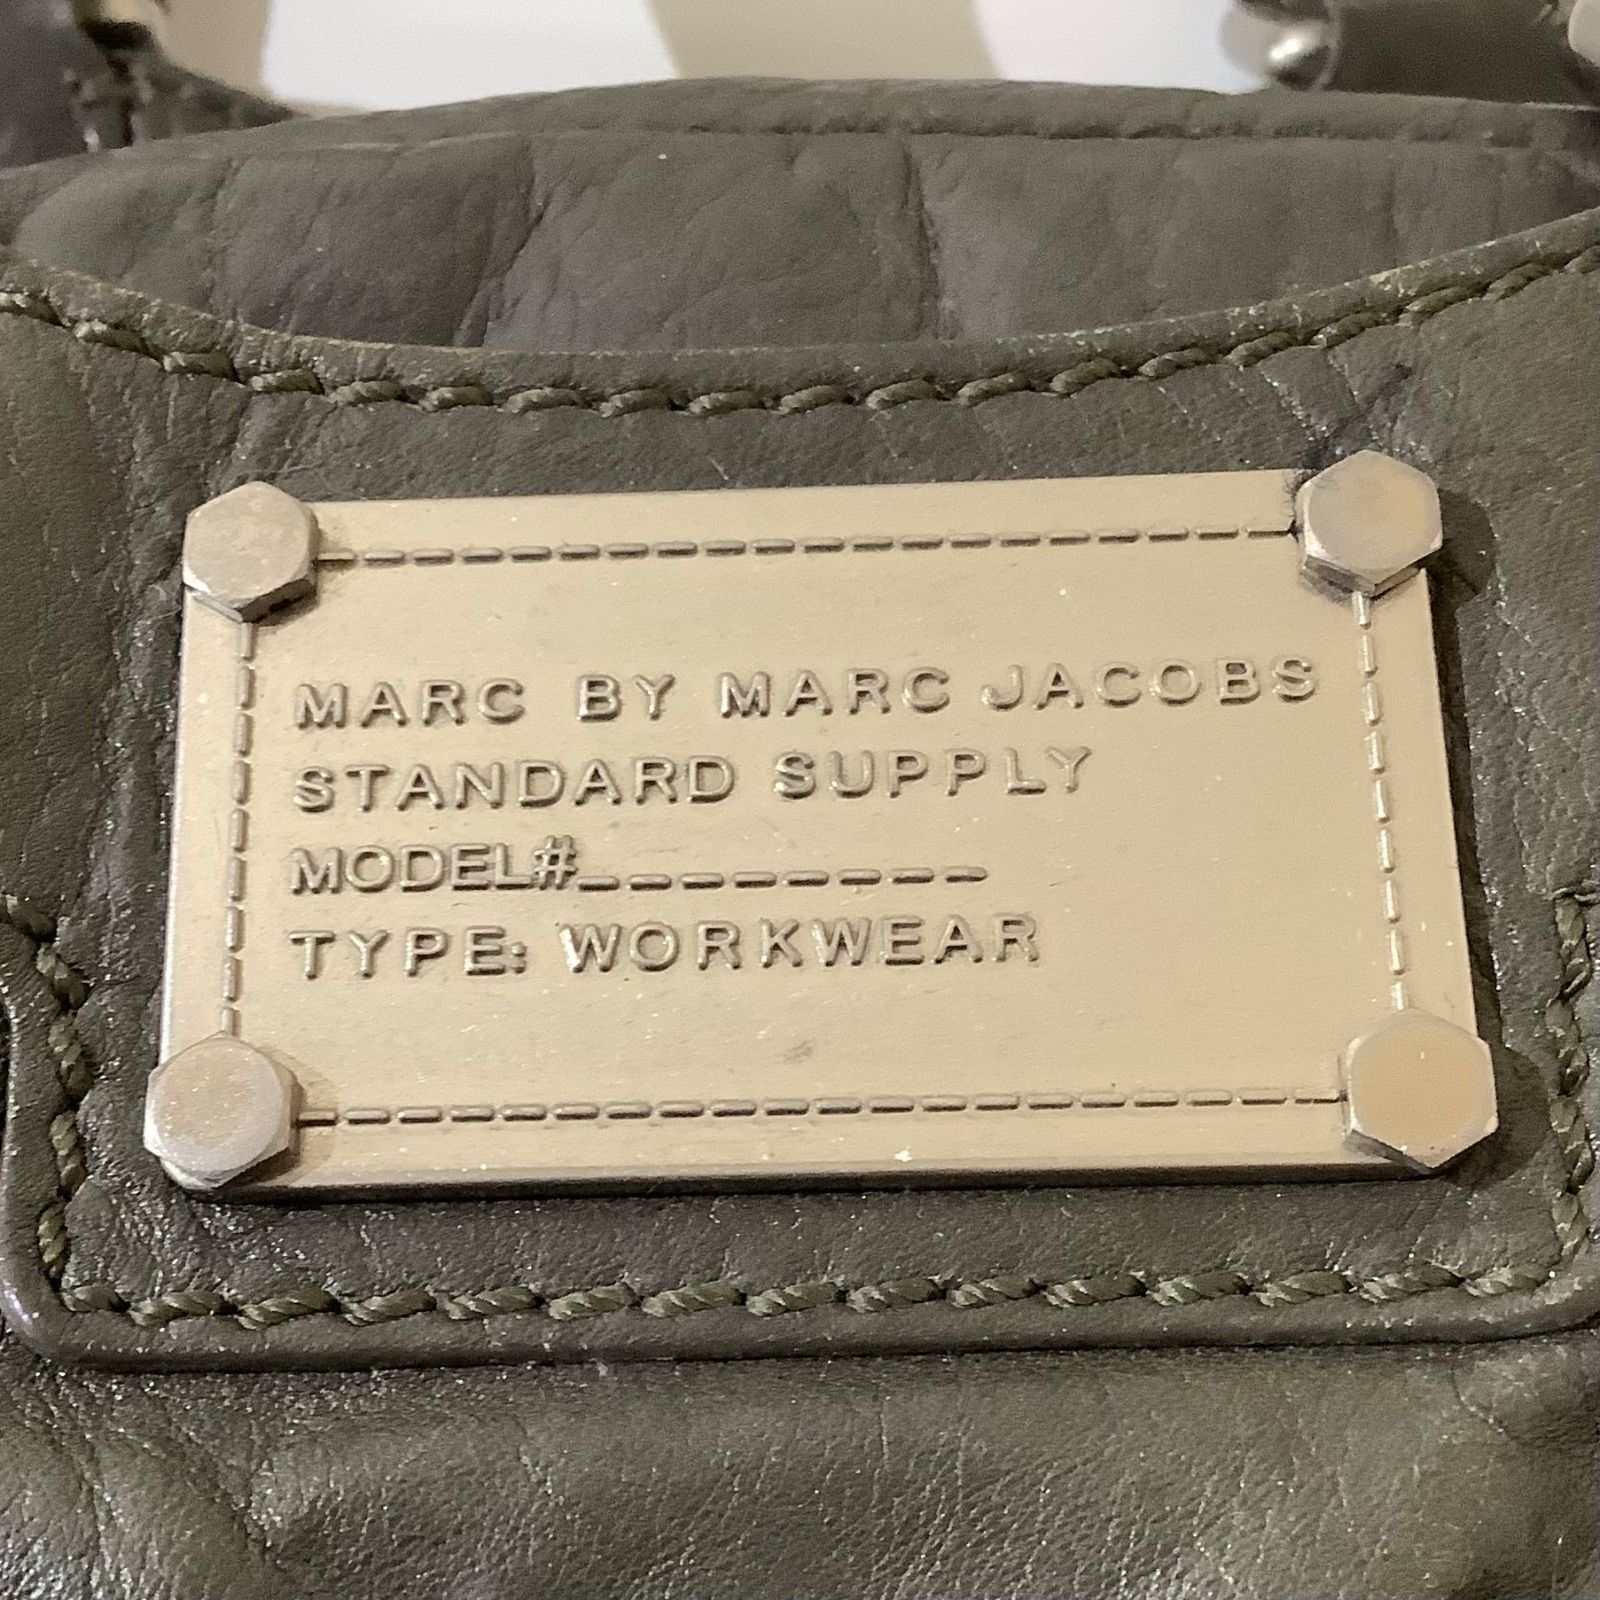 MARC BY MARC JACOBS
STANDARD SUPPLY
MODEL#_________
TYPE: WORKWEAR